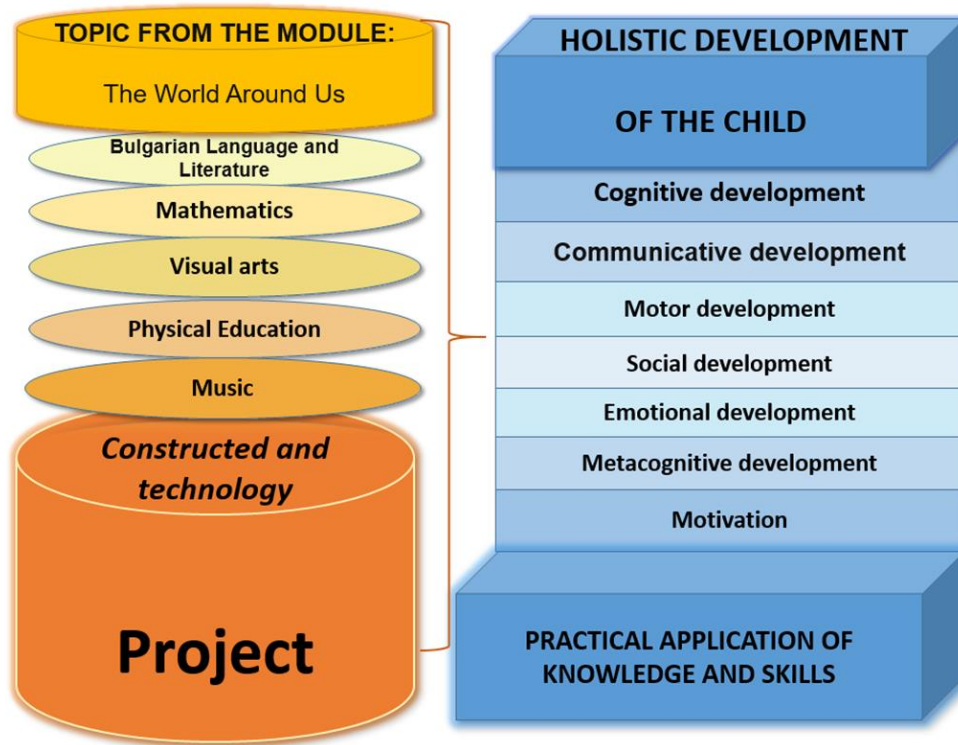 TOPIC FROM THE MODULE:
The World Around Us
Bulgarian Language and
Literature
Mathematics
Visual arts
Physical Education
Music
Constructed and
technology
Project
HOLISTIC DEVELOPMENT
OF THE CHILD
Cognitive development
Communicative development
Motor development
Social development
Emotional development
Metacognitive development
Motivation
PRACTICAL APPLICATION OF
KNOWLEDGE AND SKILLS